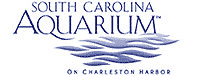 SOUTH CAROLINA
AQUARIUM™
ON CHARLESTON HARBOR